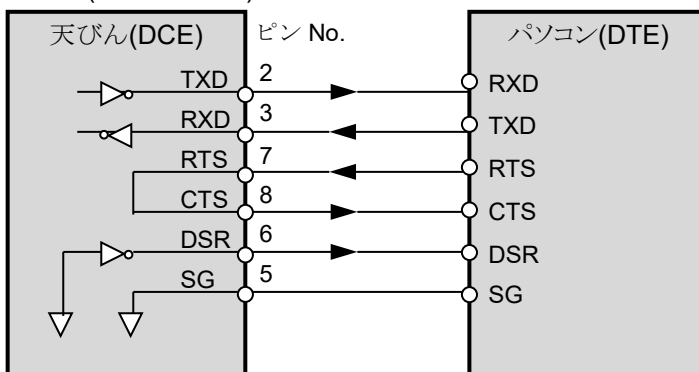 天びん(DCE) ピン No. パソコン(DTE)
TXD 2 RXD
RXD 3 TXD
RTS 7 RTS
CTS 8 CTS
DSR 6 DSR
SG 5 SG